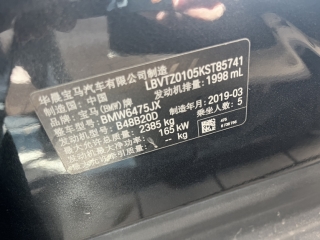 华晨宝马汽车有限公司制造 LBVTZ0105KST85741
制造国：中国 发动机排量：1998 mL
品牌：宝马(BMW)牌
整车型号：BMW6475JX 制造年月：2019-03
发动机型号：B48B20D 乘坐人数：5
最大允许总质量：2385 kg
发动机最大净功率：165 kW
-- kg